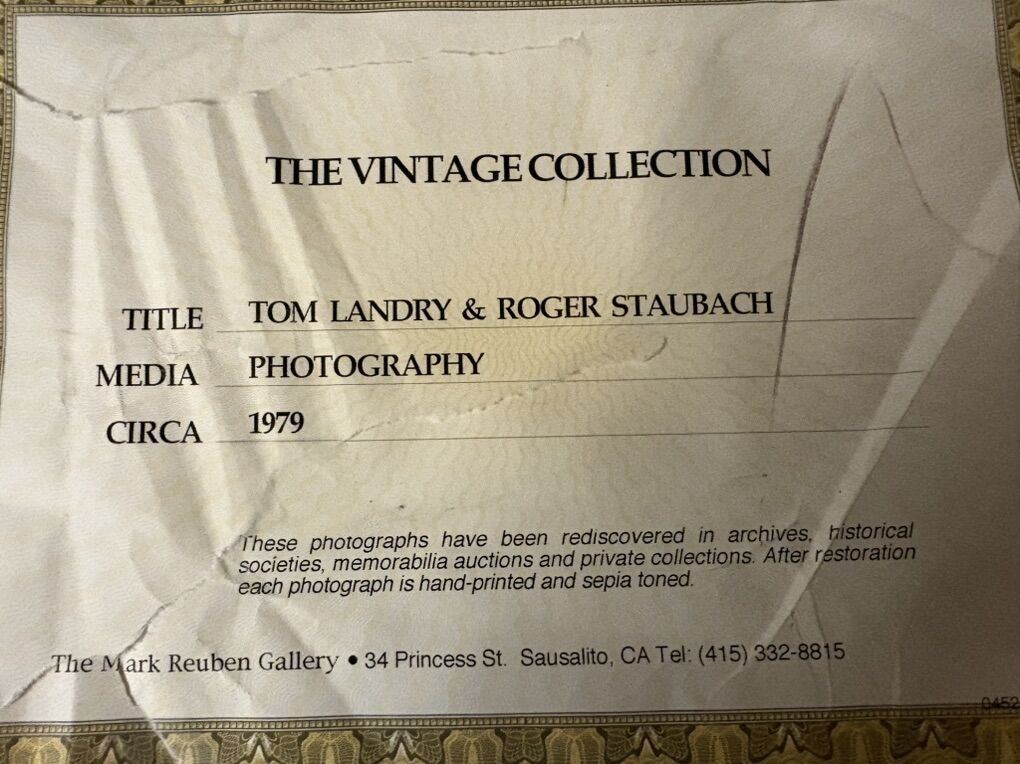 THE VINTAGE COLLECTION
TITLE TOM LANDRY & ROGER STAUBACH
MEDIA PHOTOGRAPHY
CIRCA 1979
These photographs have been rediscovered in archives, historical
societies, memorabilia auctions and private collections. After restoration
each photograph is hand-printed and sepia toned.
The Mark Reuben Gallery • 34 Princess St. Sausalito, CA Tel: (415) 332-8815
0452